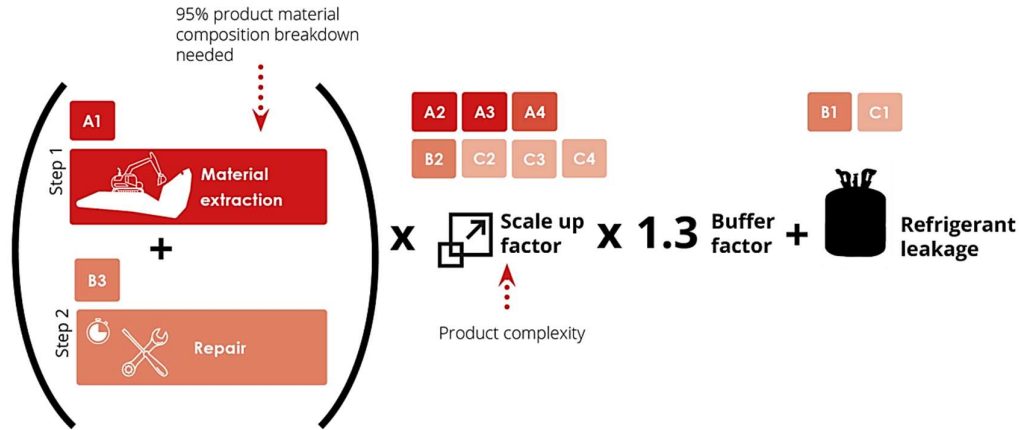 95% product material
composition breakdown
needed
A1
Step 1
Material
extraction
+
B3
Step 2
Repair
x
A2 A3 A4
B2 C2 C3 C4
Scale up
factor
Product complexity
x 1.3
Buffer
factor
+
B1 C1
Refrigerant
leakage